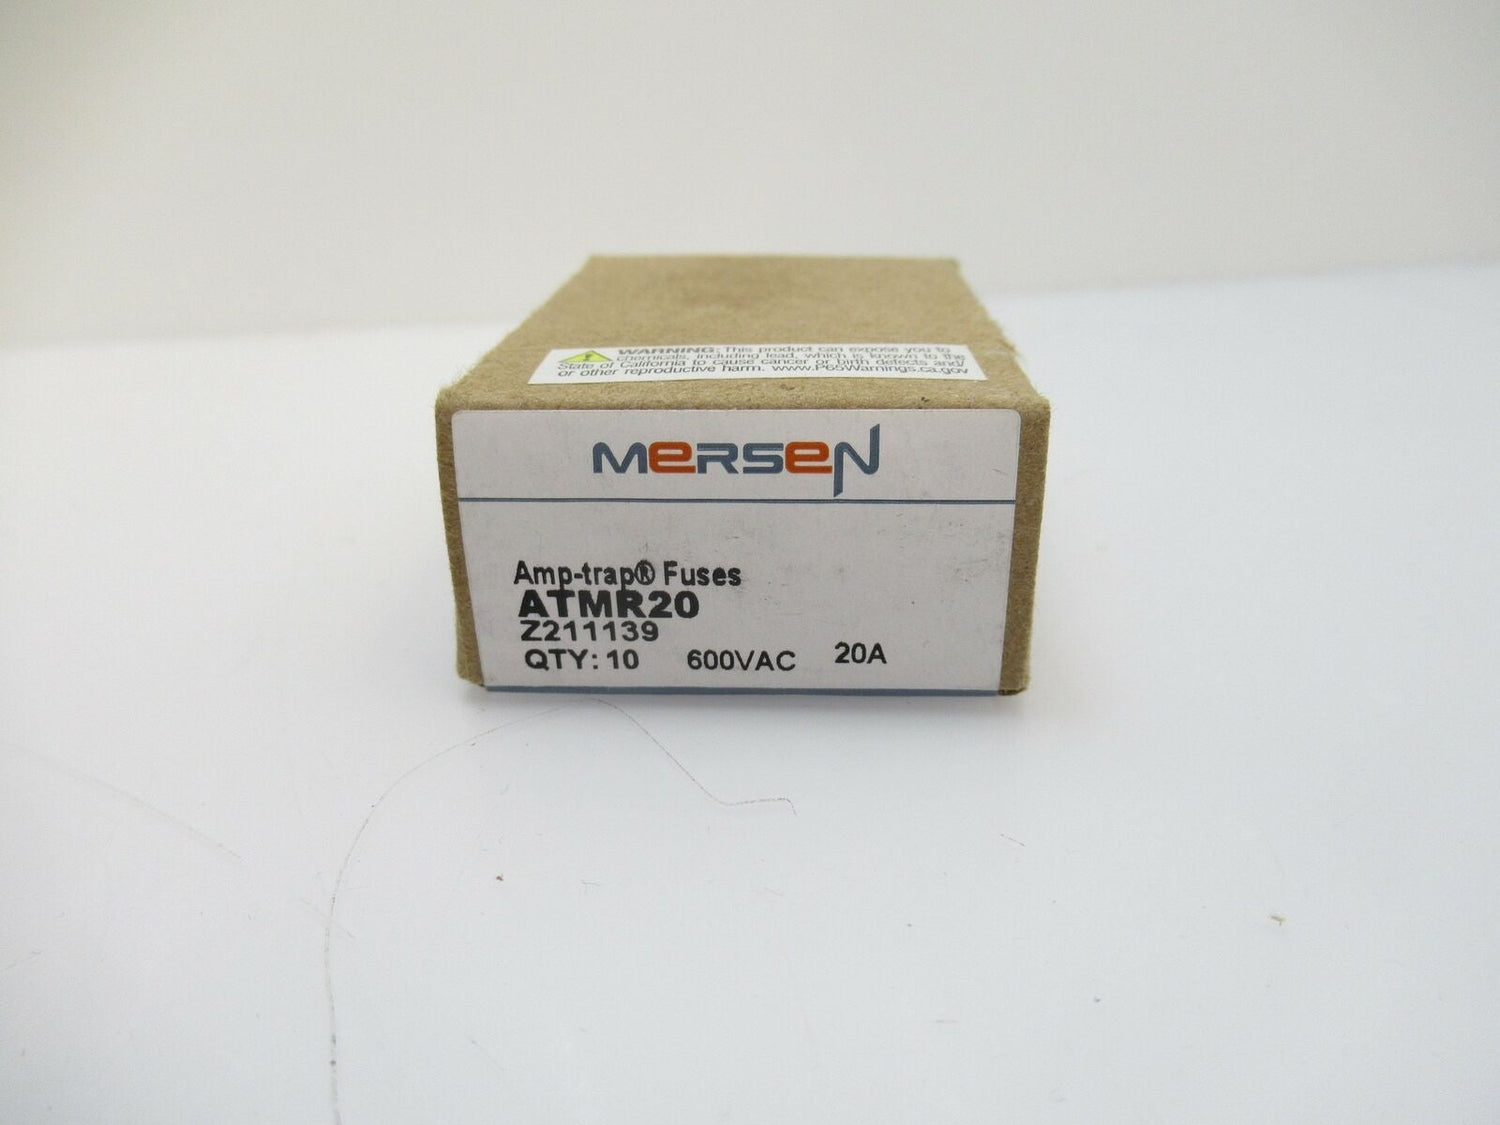 WARNING: This product can expose you to
chemicals, including lead, which is known to the
State of California to cause cancer or birth defects and/
or other reproductive harm. www.P65Warnings.ca.gov
MERSEN
Amp-trap® Fuses
ATMR20
Z211139
QTY: 10 600VAC 20A